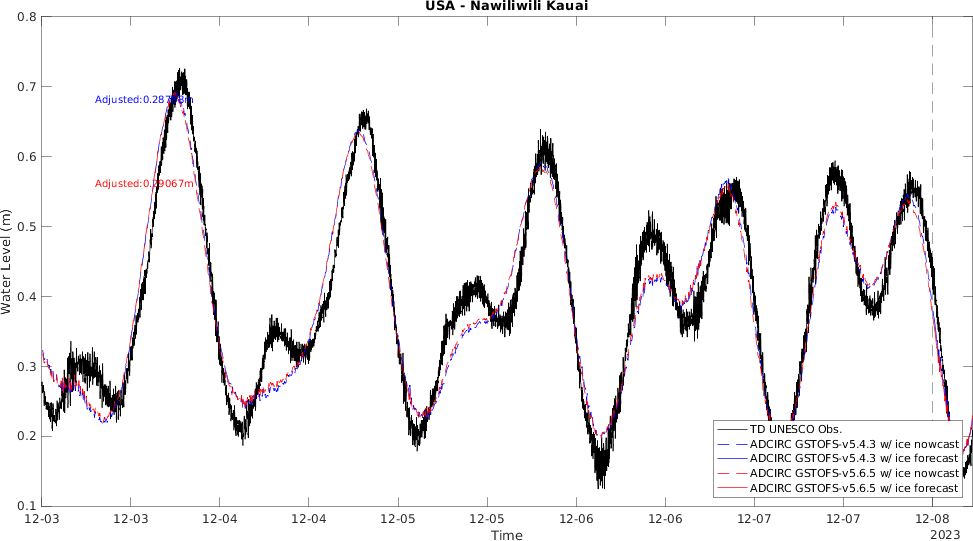 USA - Nawiliwili Kauai
0.8
0.7
0.6
0.5
0.4
0.3
0.2
0.1
Water Level (m)
Adjusted:0.29067m
TD UNESCO Obs.
ADCIRC GSTOFS-v5.4.3 w/ ice nowcast
ADCIRC GSTOFS-v5.4.3 w/ ice forecast
ADCIRC GSTOFS-v5.6.5 w/ ice nowcast
ADCIRC GSTOFS-v5.6.5 w/ ice forecast
12-03 12-03 12-04 12-04 12-05 12-05 12-06 12-06 12-07 12-07 12-08
2023
Time